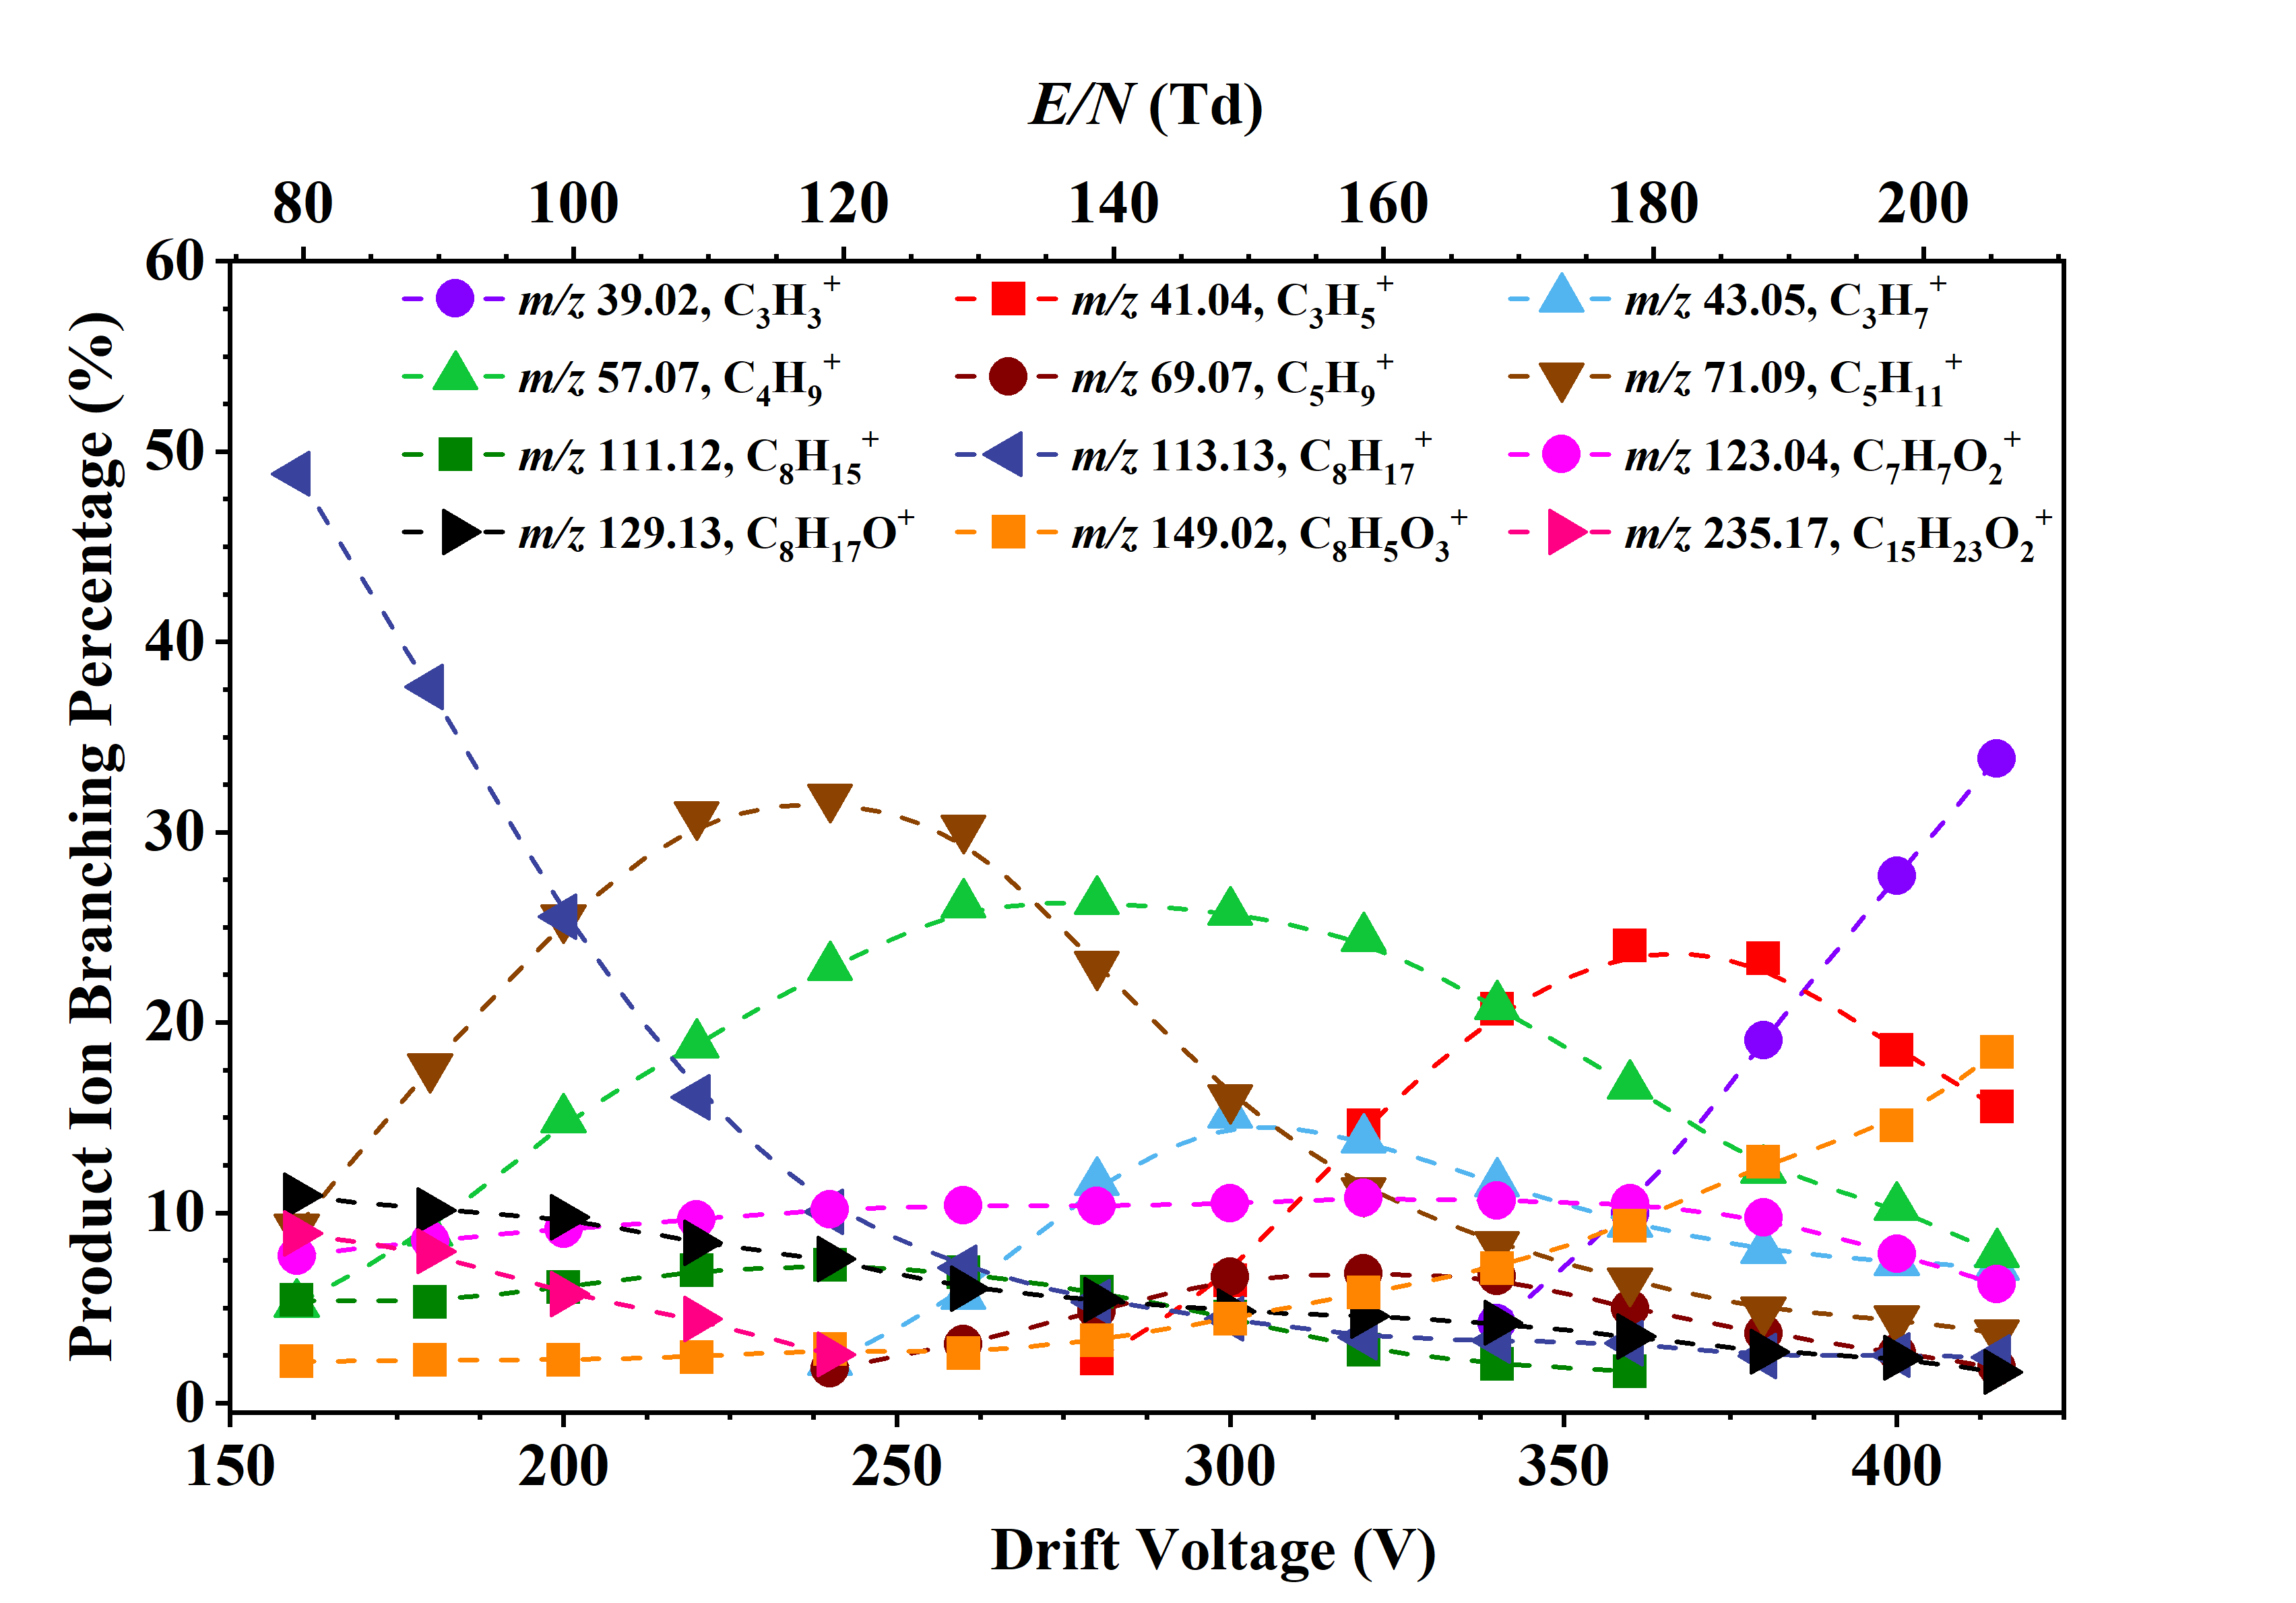 E/N (Td)
80 100 120 140 160 180 200
60
50
40
30
20
10
0
Product Ion Branching Percentage (%)
m/z 39.02, C₃H₃⁺ m/z 41.04, C₃H₅⁺ m/z 43.05, C₃H₇⁺
m/z 57.07, C₄H₉⁺ m/z 69.07, C₅H₉⁺ m/z 71.09, C₅H₁₁⁺
m/z 111.12, C₈H₁₅⁺ m/z 113.13, C₈H₁₇⁺ m/z 123.04, C₇H₇O₂⁺
m/z 129.13, C₈H₁₇O⁺ m/z 149.02, C₈H₅O₃⁺ m/z 235.17, C₁₅H₂₃O₂⁺
150 200 250 300 350 400
Drift Voltage (V)